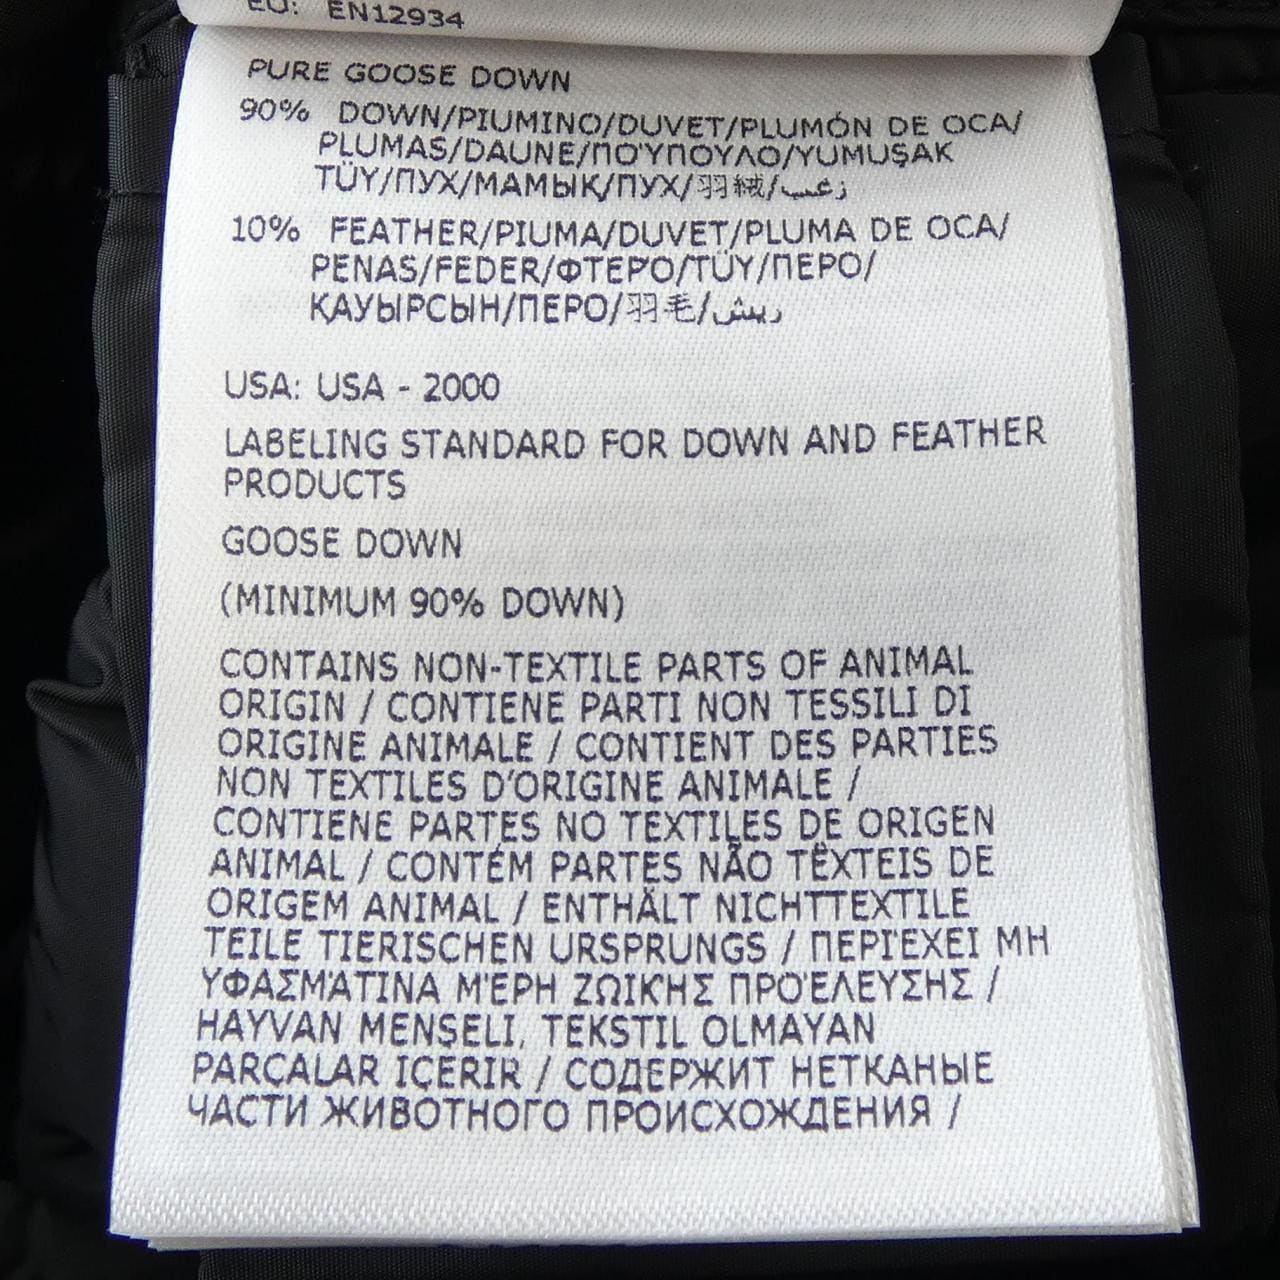 EU: EN12934
PURE GOOSE DOWN
90% DOWN/PIUMINO/DUVET/PLUMÓN DE OCA/
PLUMAS/DAUNE/ΠΟΎΠΟΥΛΟ/YUMUŞAK
TÜY/ПУХ/МАМЫҚ/ПУХ/羽絨/زغب
10% FEATHER/PIUMA/DUVET/PLUMA DE OCA/
PENAS/FEDER/ΦΤΕΡΌ/TÜY/ПЕРО/
ҚАУЫРСЫН/ПЕРО/羽毛/ريش
USA: USA - 2000
LABELING STANDARD FOR DOWN AND FEATHER
PRODUCTS
GOOSE DOWN
(MINIMUM 90% DOWN)
CONTAINS NON-TEXTILE PARTS OF ANIMAL
ORIGIN / CONTIENE PARTI NON TESSILI DI
ORIGINE ANIMALE / CONTIENT DES PARTIES
NON TEXTILES D'ORIGINE ANIMALE /
CONTIENE PARTES NO TEXTILES DE ORIGEN
ANIMAL / CONTÉM PARTES NÃO TËXTEIS DE
ORIGEM ANIMAL / ENTHÄLT NICHTTEXTILE
TEILE TIERISCHEN URSPRUNGS / ΠΕΡΙΈΧΕΙ ΜΗ
ΥΦΑΣΜΆΤΙΝΑ ΜΈΡΗ ΖΩΙΚΉΣ ΠΡΟΈΛΕΥΣΗΣ /
HAYVAN MENŞELI, TEKSTIL OLMAYAN
PARÇALAR IÇERIR / СОДЕРЖИТ НЕТКАНЫЕ
ЧАСТИ ЖИВОТНОГО ПРОИСХОЖДЕНИЯ /